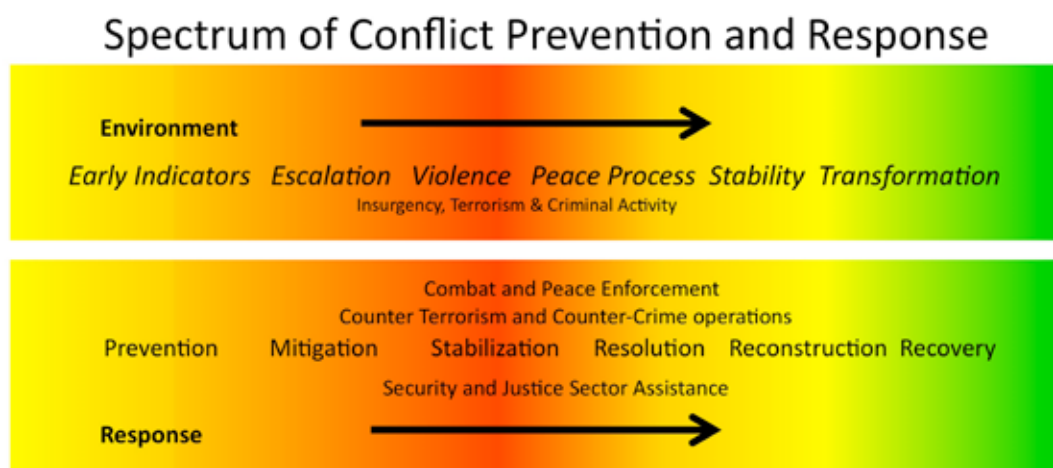 Spectrum of Conflict Prevention and Response
Environment
Early Indicators Escalation Violence Peace Process Stability Transformation
Insurgency, Terrorism & Criminal Activity
Combat and Peace Enforcement
Counter Terrorism and Counter-Crime operations
Prevention Mitigation Stabilization Resolution Reconstruction Recovery
Security and Justice Sector Assistance
Response